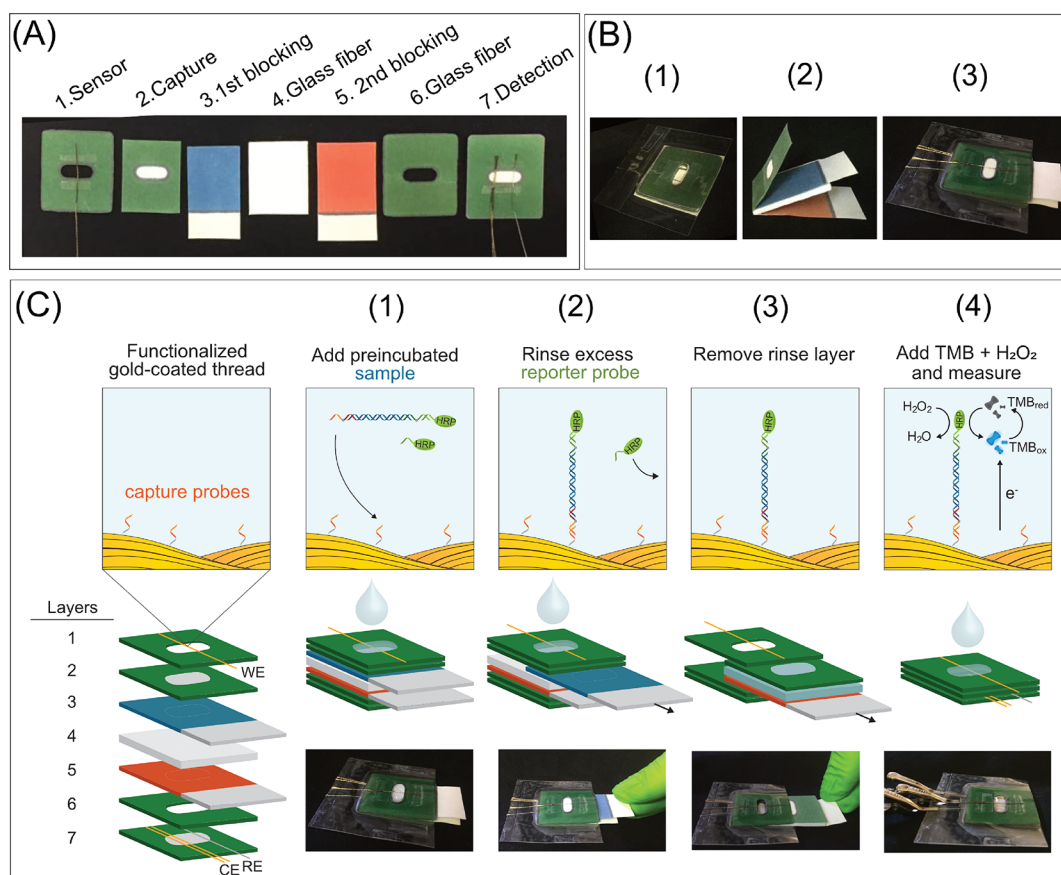 (A)
1.Sensor
2.Capture
3.1st blocking
4.Glass fiber
5. 2nd blocking
6.Glass fiber
7.Detection
(B)
(1)
(2)
(3)
(C)
Functionalized
gold-coated thread
capture probes
(1)
Add preincubated
sample
HRP
HRP
(2)
Rinse excess
reporter probe
HRP
HRP
(3)
Remove rinse layer
HRP
(4)
Add TMB + H₂O₂
and measure
H₂O₂
H₂O
HRP
TMBred
TMBox
e⁻
Layers
1
2
3
4
5
6
7
WE
CE
RE